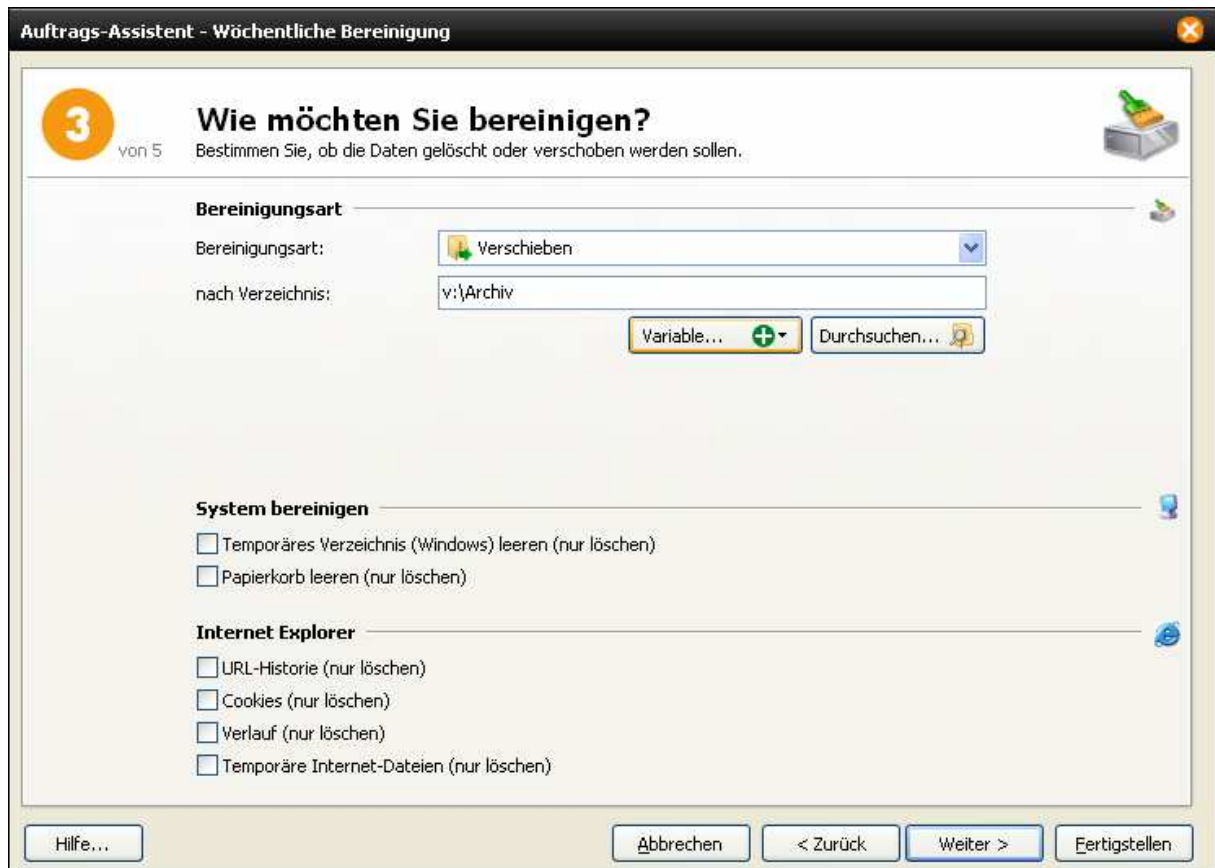 Auftrags-Assistent - Wöchentliche Bereinigung
3
von 5
Wie möchten Sie bereinigen?
Bestimmen Sie, ob die Daten gelöscht oder verschoben werden sollen.
Bereinigungsart
Bereinigungsart:
Verschieben
nach Verzeichnis:
v:\Archiv
Variable...
Durchsuchen...
System bereinigen
Temporäres Verzeichnis (Windows) leeren (nur löschen)
Papierkorb leeren (nur löschen)
Internet Explorer
URL-Historie (nur löschen)
Cookies (nur löschen)
Verlauf (nur löschen)
Temporäre Internet-Dateien (nur löschen)
Hilfe...
Abbrechen
< Zurück
Weiter >
Fertigstellen